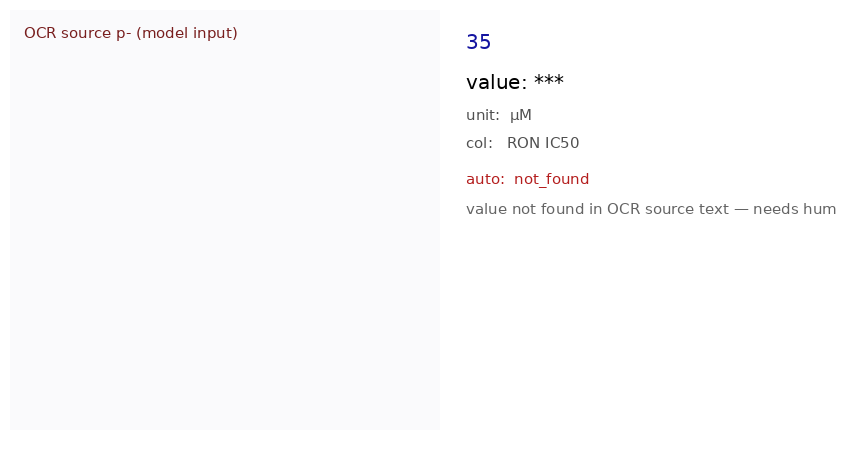 OCR source p- (model input)
35
value: ***
unit: µM
col: RON IC50
auto: not_found
value not found in OCR source text — needs hum